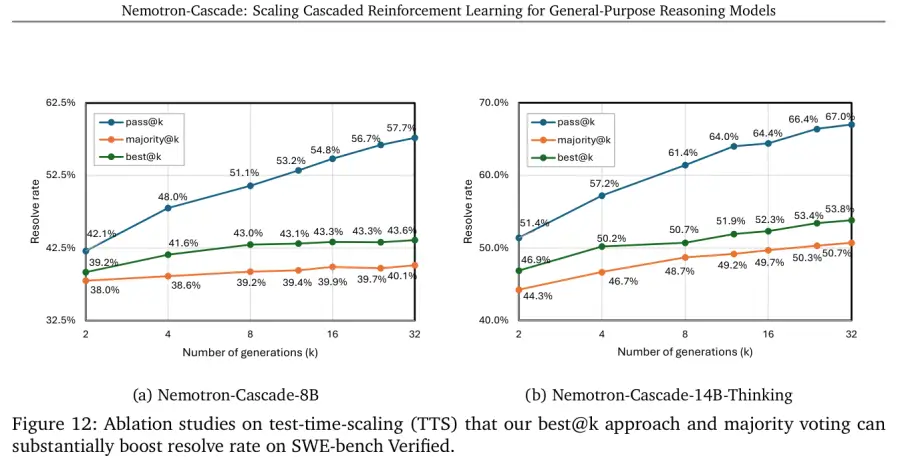 Nemotron-Cascade: Scaling Cascaded Reinforcement Learning for General-Purpose Reasoning Models
62.5%
52.5%
42.5%
32.5%
Resolve rate
pass@k
majority@k
best@k
42.1%
48.0%
51.1%
53.2%
54.8%
56.7%
57.7%
39.2%
41.6%
43.0%
43.1%
43.3%
43.3%
43.6%
38.0%
38.6%
39.2%
39.4%
39.9%
39.7%
40.1%
2 4 8 16 32
Number of generations (k)
(a) Nemotron-Cascade-8B
70.0%
60.0%
50.0%
40.0%
Resolve rate
pass@k
majority@k
best@k
51.4%
57.2%
61.4%
64.0%
64.4%
66.4%
67.0%
46.9%
50.2%
50.7%
51.9%
52.3%
53.4%
53.8%
44.3%
46.7%
48.7%
49.2%
49.7%
50.3%
50.7%
2 4 8 16 32
Number of generations (k)
(b) Nemotron-Cascade-14B-Thinking
Figure 12: Ablation studies on test-time-scaling (TTS) that our best@k approach and majority voting can
substantially boost resolve rate on SWE-bench Verified.